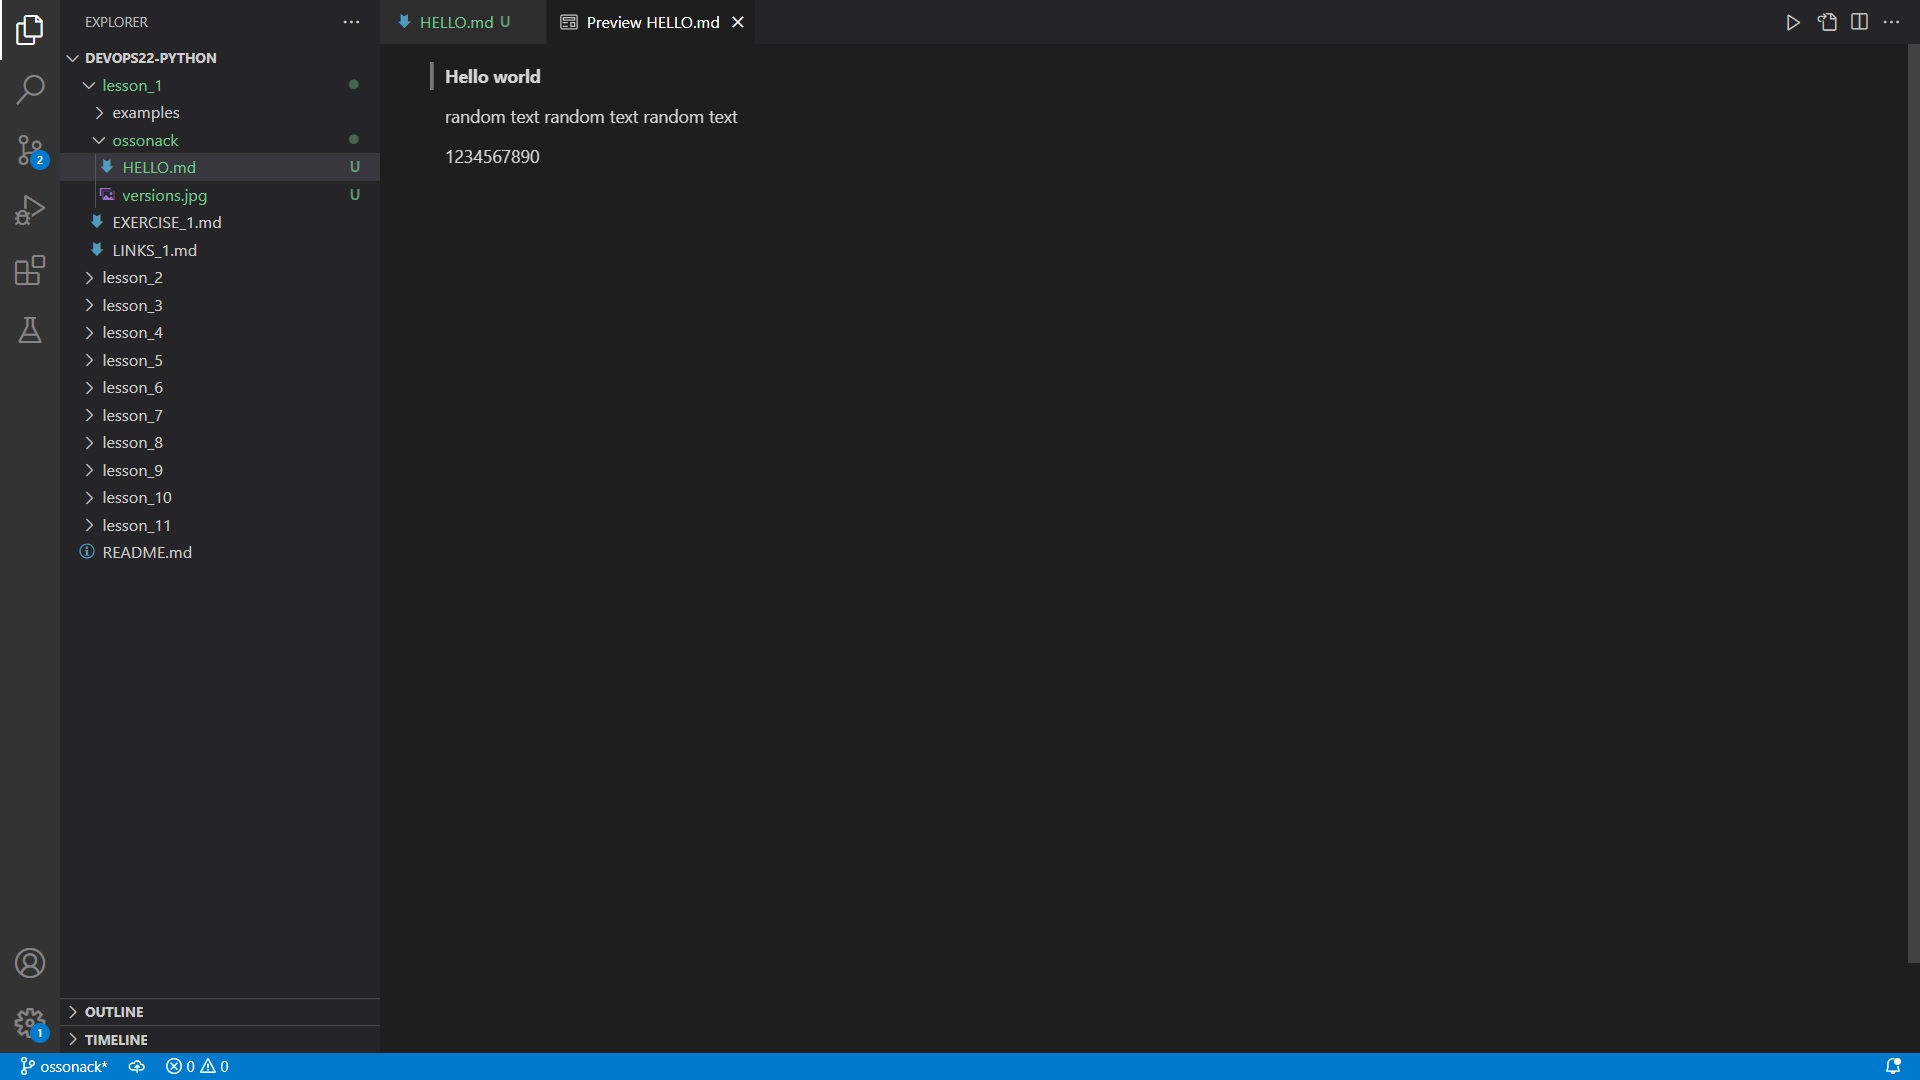 EXPLORER
HELLO.md U
Preview HELLO.md
DEVOPS22-PYTHON
lesson_1
examples
ossonack
HELLO.md U
versions.jpg U
EXERCISE_1.md
LINKS_1.md
lesson_2
lesson_3
lesson_4
lesson_5
lesson_6
lesson_7
lesson_8
lesson_9
lesson_10
lesson_11
README.md
Hello world
random text random text random text
1234567890
2
1
OUTLINE
TIMELINE
ossonack* 0 0